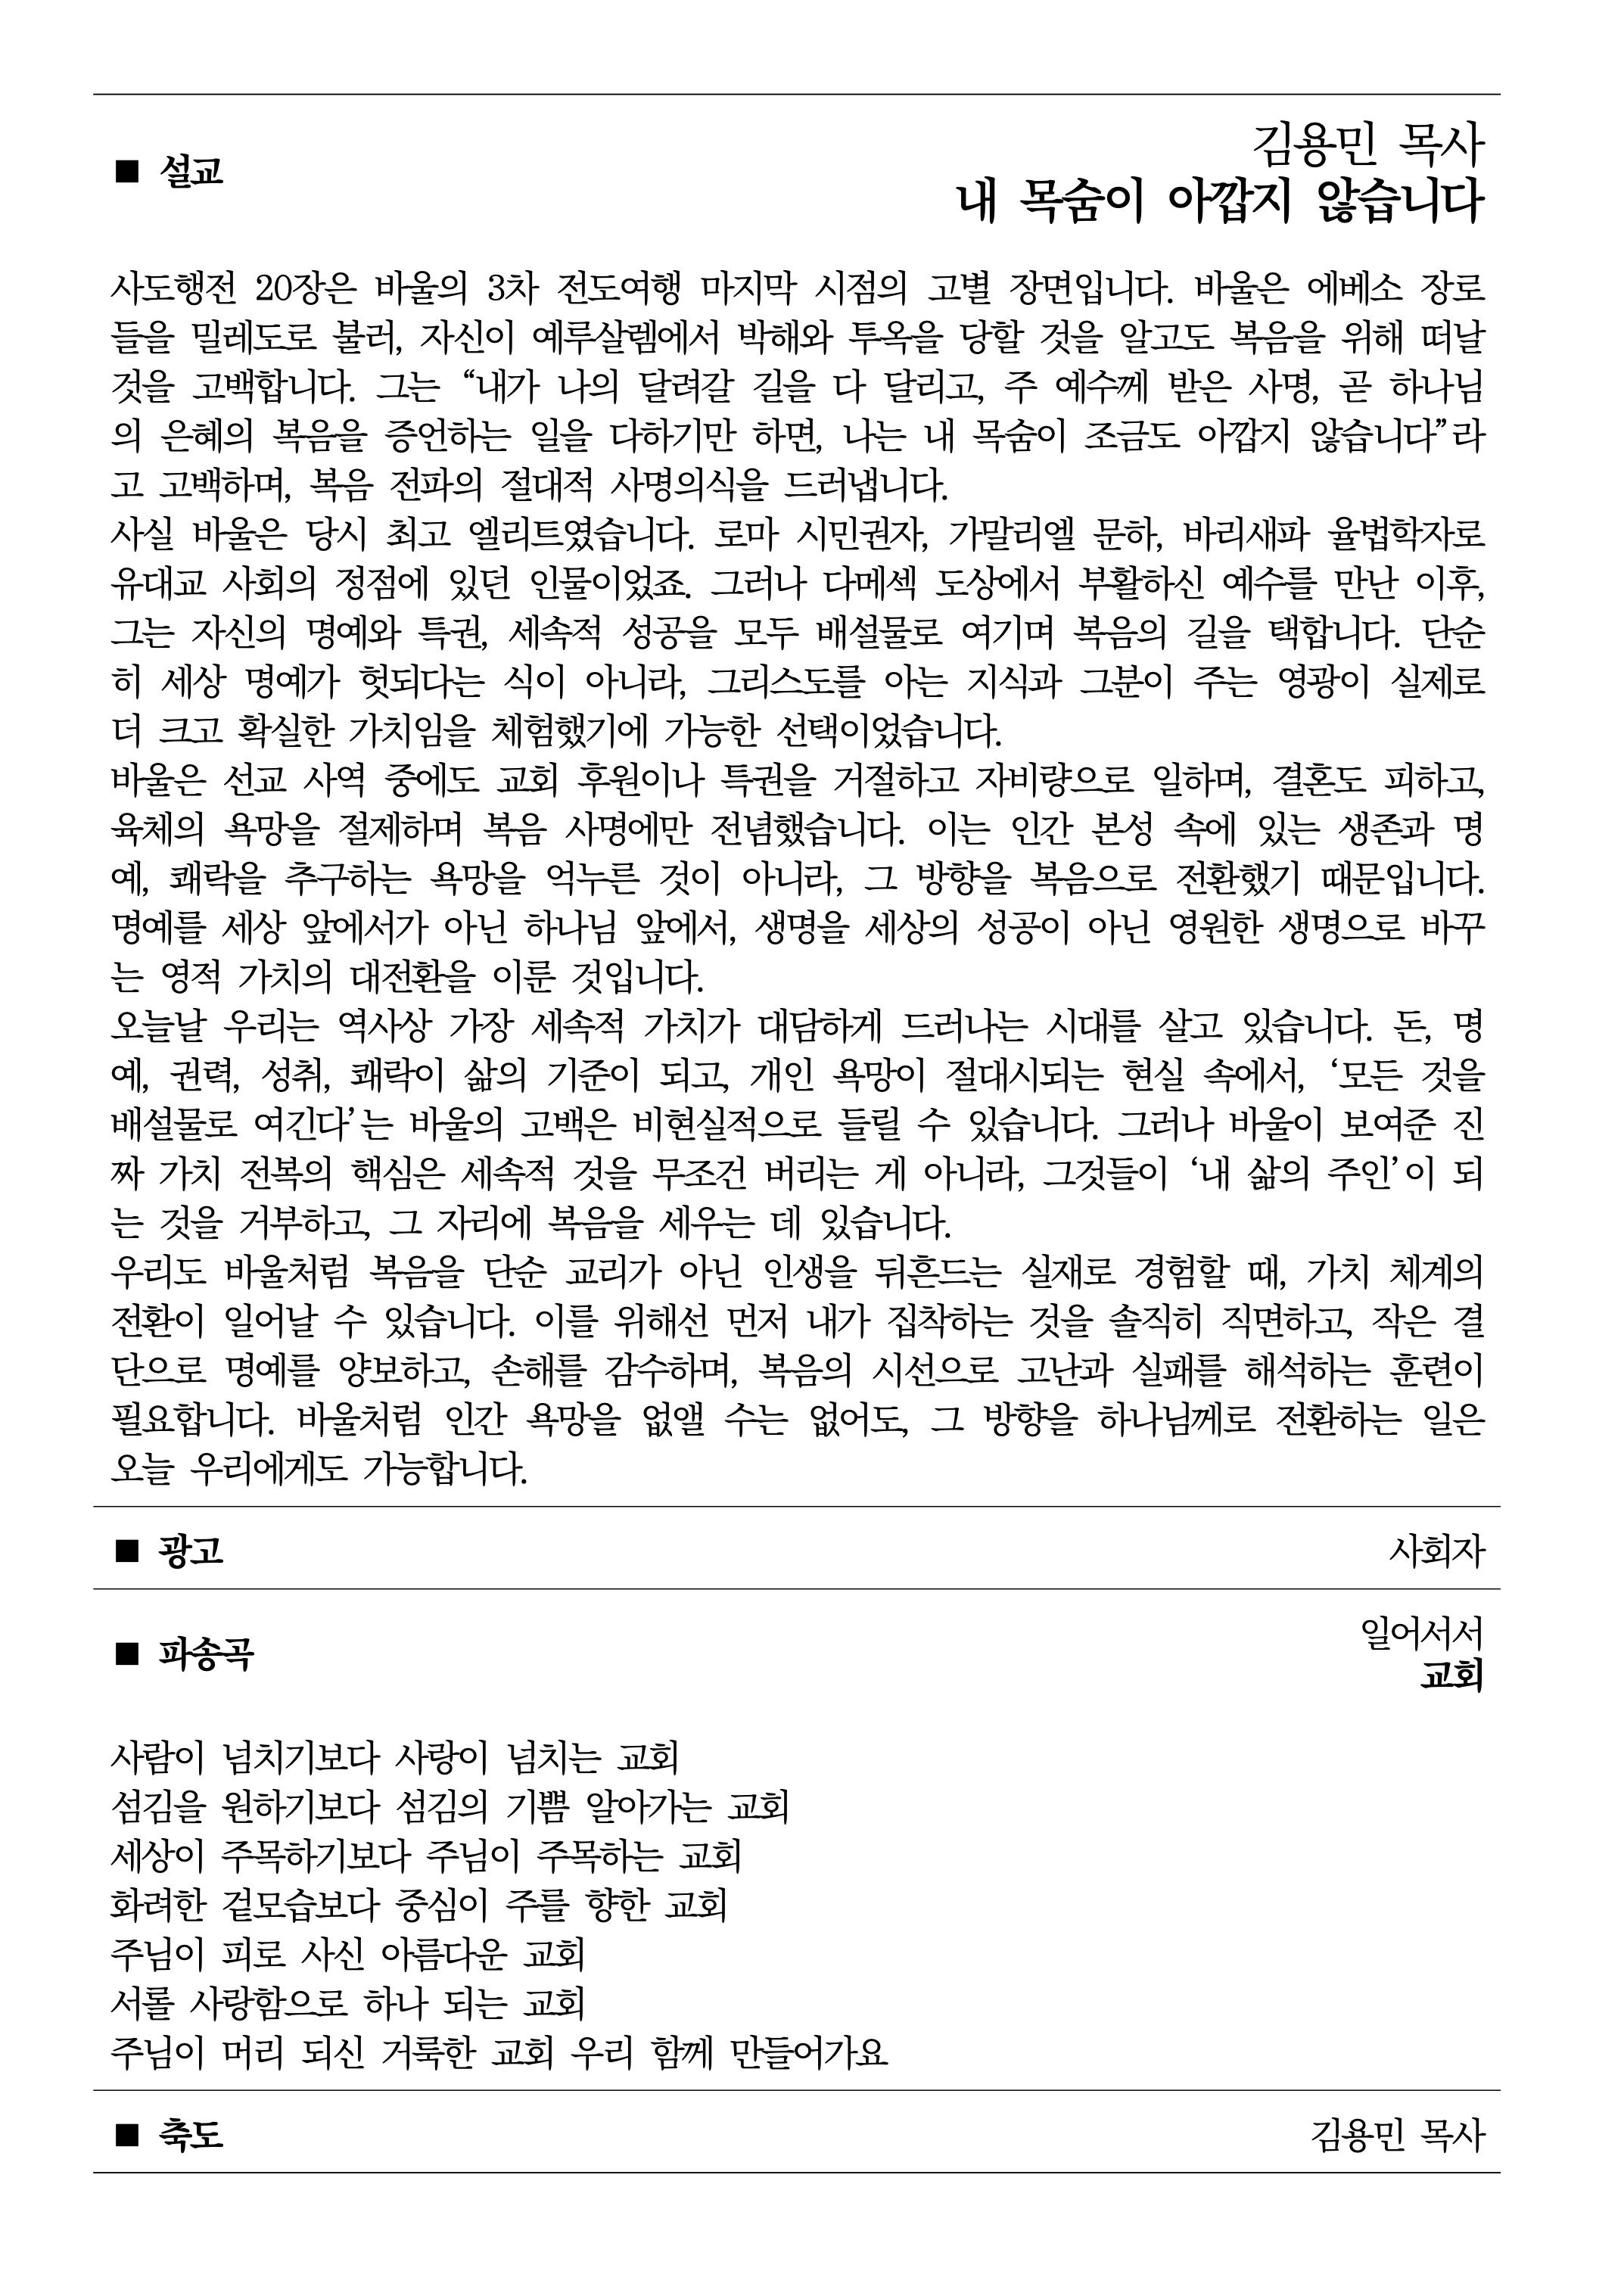 김용민 목사
■ 설교
내 목숨이 아깝지 않습니다
사도행전 20장은 바울의 3차 전도여행 마지막 시점의 고별 장면입니다. 바울은 에베소 장로
들을 밀레도로 불러, 자신이 예루살렘에서 박해와 투옥을 당할 것을 알고도 복음을 위해 떠날
것을 고백합니다. 그는 “내가 나의 달려갈 길을 다 달리고, 주 예수께 받은 사명, 곧 하나님
의 은혜의 복음을 증언하는 일을 다하기만 하면, 나는 내 목숨이 조금도 아깝지 않습니다”라
고 고백하며, 복음 전파의 절대적 사명의식을 드러냅니다.
사실 바울은 당시 최고 엘리트였습니다. 로마 시민권자, 가말리엘 문하, 바리새파 율법학자로
유대교 사회의 정점에 있던 인물이었죠. 그러나 다메섹 도상에서 부활하신 예수를 만난 이후,
그는 자신의 명예와 특권, 세속적 성공을 모두 배설물로 여기며 복음의 길을 택합니다. 단순
히 세상 명예가 헛되다는 식이 아니라, 그리스도를 아는 지식과 그분이 주는 영광이 실제로
더 크고 확실한 가치임을 체험했기에 가능한 선택이었습니다.
바울은 선교 사역 중에도 교회 후원이나 특권을 거절하고 자비량으로 일하며, 결혼도 피하고,
육체의 욕망을 절제하며 복음 사명에만 전념했습니다. 이는 인간 본성 속에 있는 생존과 명
예, 쾌락을 추구하는 욕망을 억누른 것이 아니라, 그 방향을 복음으로 전환했기 때문입니다.
명예를 세상 앞에서가 아닌 하나님 앞에서, 생명을 세상의 성공이 아닌 영원한 생명으로 바꾸
는 영적 가치의 대전환을 이룬 것입니다.
오늘날 우리는 역사상 가장 세속적 가치가 대담하게 드러나는 시대를 살고 있습니다. 돈, 명
예, 권력, 성취, 쾌락이 삶의 기준이 되고, 개인 욕망이 절대시되는 현실 속에서, ‘모든 것을
배설물로 여긴다’는 바울의 고백은 비현실적으로 들릴 수 있습니다. 그러나 바울이 보여준 진
짜 가치 전복의 핵심은 세속적 것을 무조건 버리는 게 아니라, 그것들이 ‘내 삶의 주인’이 되
는 것을 거부하고, 그 자리에 복음을 세우는 데 있습니다.
우리도 바울처럼 복음을 단순 교리가 아닌 인생을 뒤흔드는 실재로 경험할 때, 가치 체계의
전환이 일어날 수 있습니다. 이를 위해선 먼저 내가 집착하는 것을 솔직히 직면하고, 작은 결
단으로 명예를 양보하고, 손해를 감수하며, 복음의 시선으로 고난과 실패를 해석하는 훈련이
필요합니다. 바울처럼 인간 욕망을 없앨 수는 없어도, 그 방향을 하나님께로 전환하는 일은
오늘 우리에게도 가능합니다.
■ 광고 사회자
일어서서
■ 파송곡
교회
사람이 넘치기보다 사랑이 넘치는 교회
섬김을 원하기보다 섬김의 기쁨 알아가는 교회
세상이 주목하기보다 주님이 주목하는 교회
화려한 겉모습보다 중심이 주를 향한 교회
주님이 피로 사신 아름다운 교회
서롤 사랑함으로 하나 되는 교회
주님이 머리 되신 거룩한 교회 우리 함께 만들어가요
■ 축도 김용민 목사